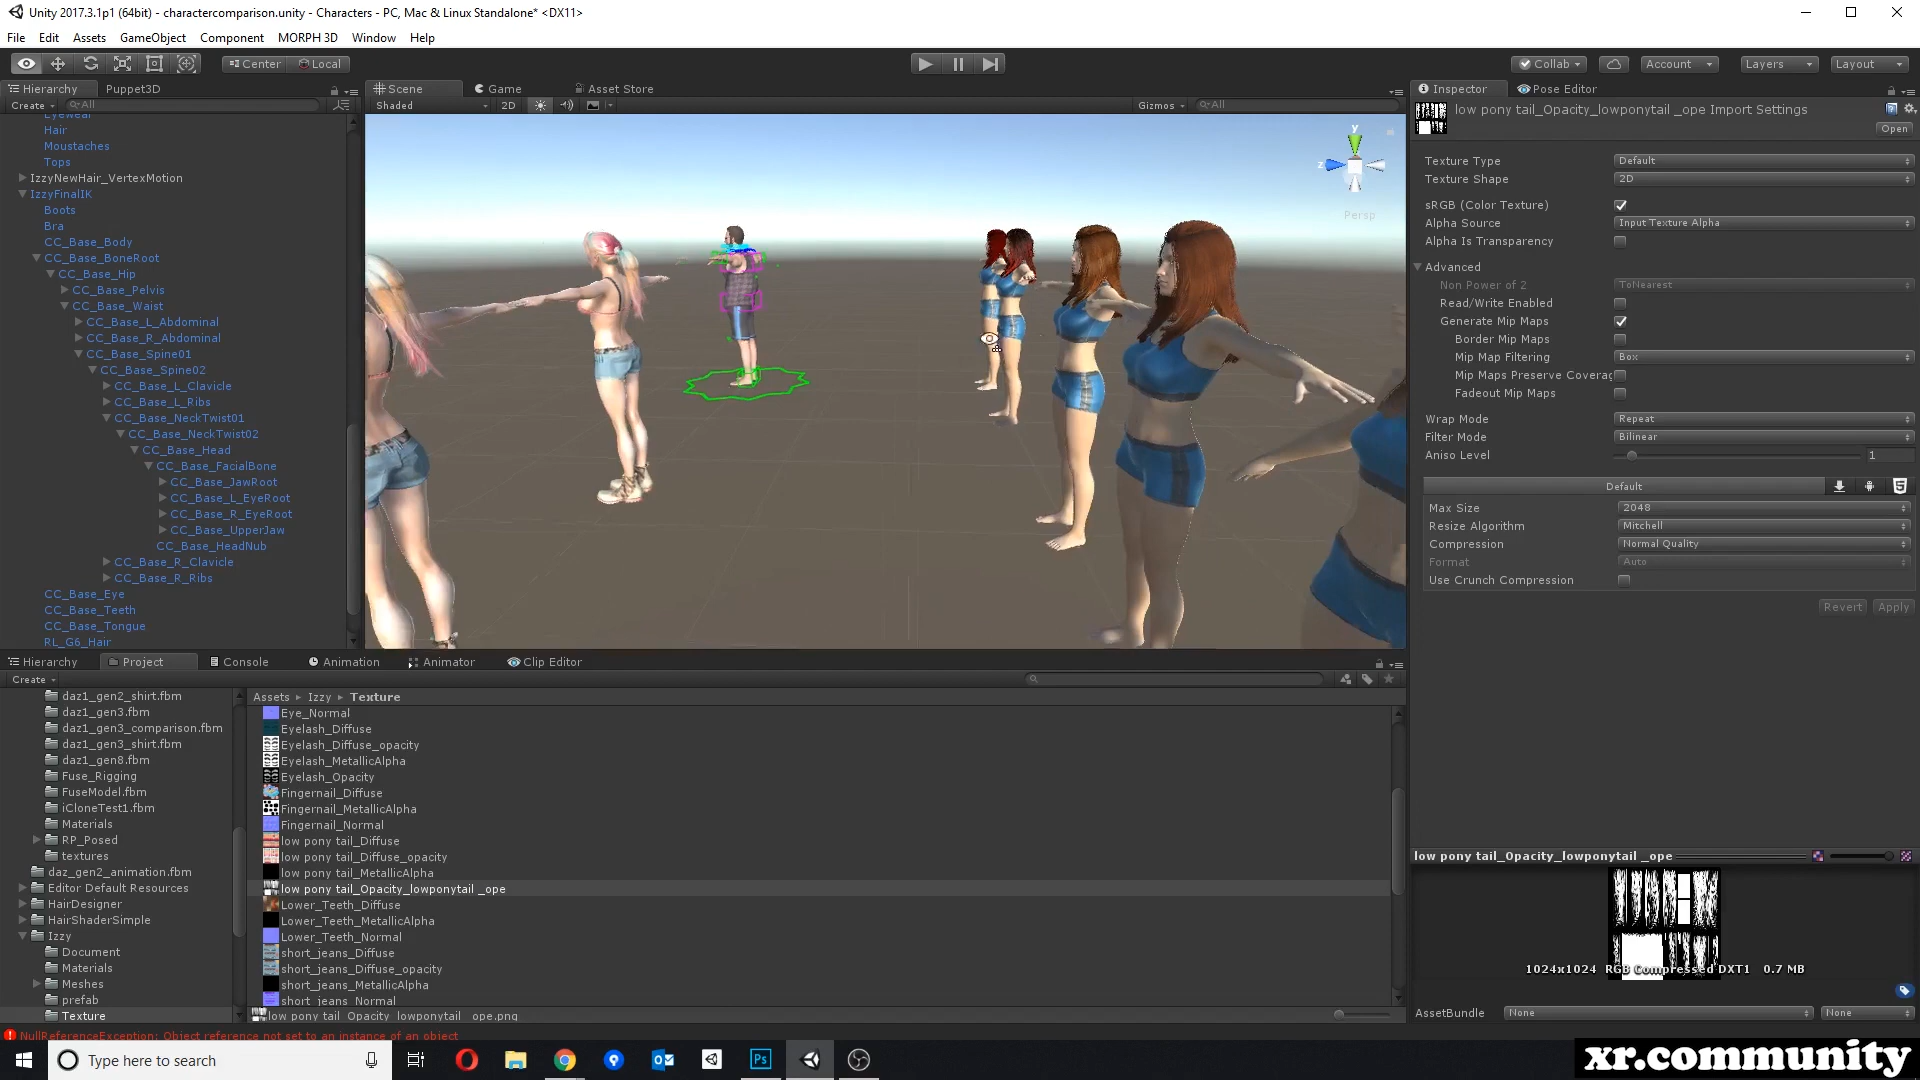 Unity 2017.3.1p1 (64bit) - charactercomparison.unity - Characters - PC, Mac & Linux Standalone* <DX11>
File Edit Assets GameObject Component MORPH 3D Window Help
Center Local
Collab Account Layers Layout
Hierarchy Puppet3D
Create All
Eyewear
Hair
Moustaches
Tops
IzzyNewHair_VertexMotion
IzzyFinalIK
Boots
Bra
CC_Base_Body
CC_Base_BoneRoot
CC_Base_Hip
CC_Base_Pelvis
CC_Base_Waist
CC_Base_L_Abdominal
CC_Base_R_Abdominal
CC_Base_Spine01
CC_Base_Spine02
CC_Base_L_Clavicle
CC_Base_L_Ribs
CC_Base_NeckTwist01
CC_Base_NeckTwist02
CC_Base_Head
CC_Base_FacialBone
CC_Base_JawRoot
CC_Base_L_EyeRoot
CC_Base_R_EyeRoot
CC_Base_UpperJaw
CC_Base_HeadNub
CC_Base_R_Clavicle
CC_Base_R_Ribs
CC_Base_Eye
CC_Base_Teeth
CC_Base_Tongue
RL_G6_Hair
Scene Game Asset Store
Shaded 2D Gizmos All
y
z
Persp
Inspector Pose Editor
low pony tail_Opacity_lowponytail _ope Import Settings
Open
Texture Type Default
Texture Shape 2D
sRGB (Color Texture)
Alpha Source Input Texture Alpha
Alpha Is Transparency
Advanced
Non Power of 2 ToNearest
Read/Write Enabled
Generate Mip Maps
Border Mip Maps
Mip Map Filtering Box
Mip Maps Preserve Coverag
Fadeout Mip Maps
Wrap Mode Repeat
Filter Mode Bilinear
Aniso Level 1
Default
Max Size 2048
Resize Algorithm Mitchell
Compression Normal Quality
Format Auto
Use Crunch Compression
Revert Apply
low pony tail_Opacity_lowponytail _ope
1024x1024 RGB Compressed DXT1 0.7 MB
AssetBundle None None
Hierarchy Project Console Animation Animator Clip Editor
Create
daz1_gen2_shirt.fbm
daz1_gen3.fbm
daz1_gen3_comparison.fbm
daz1_gen3_shirt.fbm
daz1_gen8.fbm
Fuse_Rigging
FuseModel.fbm
iCloneTest1.fbm
Materials
RP_Posed
textures
daz_gen2_animation.fbm
Editor Default Resources
HairDesigner
HairShaderSimple
Izzy
Document
Materials
Meshes
prefab
Texture
Assets Izzy Texture
Eye_Normal
Eyelash_Diffuse
Eyelash_Diffuse_opacity
Eyelash_MetallicAlpha
Eyelash_Opacity
Fingernail_Diffuse
Fingernail_MetallicAlpha
Fingernail_Normal
low pony tail_Diffuse
low pony tail_Diffuse_opacity
low pony tail_MetallicAlpha
low pony tail_Opacity_lowponytail _ope
Lower_Teeth_Diffuse
Lower_Teeth_MetallicAlpha
Lower_Teeth_Normal
short_jeans_Diffuse
short_jeans_Diffuse_opacity
short_jeans_MetallicAlpha
short_jeans_Normal
low pony tail_Opacity_lowponytail _ope.png
NullReferenceException: Object reference not set to an instance of an object
Type here to search
Ps
xr.community